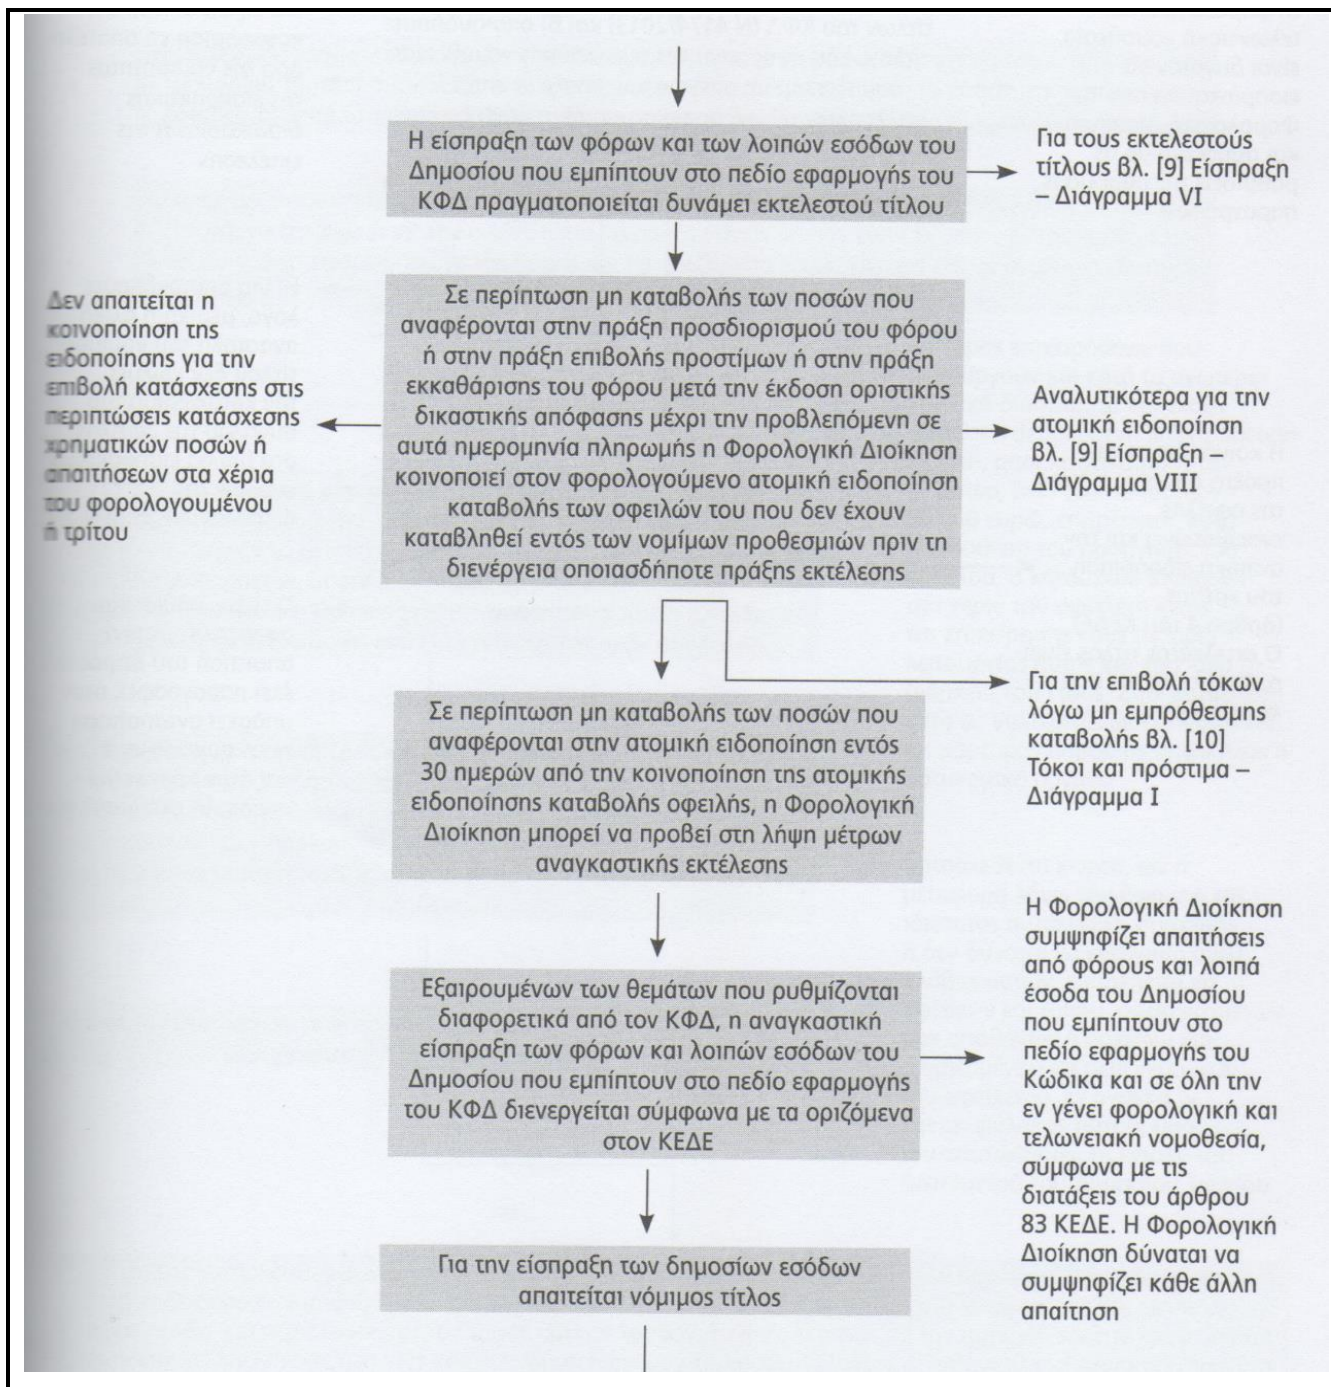 Η είσπραξη των φόρων και των λοιπών εσόδων του
Δημοσίου που εμπίπτουν στο πεδίο εφαρμογής του
ΚΦΔ πραγματοποιείται δυνάμει εκτελεστού τίτλου
Για τους εκτελεστούς
τίτλους βλ. [9] Είσπραξη
– Διάγραμμα VI
Δεν απαιτείται η
κοινοποίηση της
ειδοποίησης για την
επιβολή κατάσχεσης στις
περιπτώσεις κατάσχεσης
χρηματικών ποσών ή
απαιτήσεων στα χέρια
του φορολογουμένου
ή τρίτου
Σε περίπτωση μη καταβολής των ποσών που
αναφέρονται στην πράξη προσδιορισμού του φόρου
ή στην πράξη επιβολής προστίμων ή στην πράξη
εκκαθάρισης του φόρου μετά την έκδοση οριστικής
δικαστικής απόφασης μέχρι την προβλεπόμενη σε
αυτά ημερομηνία πληρωμής η Φορολογική Διοίκηση
κοινοποιεί στον φορολογούμενο ατομική ειδοποίηση
καταβολής των οφειλών του που δεν έχουν
καταβληθεί εντός των νομίμων προθεσμιών πριν τη
διενέργεια οποιασδήποτε πράξης εκτέλεσης
Αναλυτικότερα για την
ατομική ειδοποίηση
βλ. [9] Είσπραξη –
Διάγραμμα VIII
Σε περίπτωση μη καταβολής των ποσών που
αναφέρονται στην ατομική ειδοποίηση εντός
30 ημερών από την κοινοποίηση της ατομικής
ειδοποίησης καταβολής οφειλής, η Φορολογική
Διοίκηση μπορεί να προβεί στη λήψη μέτρων
αναγκαστικής εκτέλεσης
Για την επιβολή τόκων
λόγω μη εμπρόθεσμης
καταβολής βλ. [10]
Τόκοι και πρόστιμα –
Διάγραμμα I
Εξαιρουμένων των θεμάτων που ρυθμίζονται
διαφορετικά από τον ΚΦΔ, η αναγκαστική
είσπραξη των φόρων και λοιπών εσόδων του
Δημοσίου που εμπίπτουν στο πεδίο εφαρμογής
του ΚΦΔ διενεργείται σύμφωνα με τα οριζόμενα
στον ΚΕΔΕ
Η Φορολογική Διοίκηση
συμψηφίζει απαιτήσεις
από φόρους και λοιπά
έσοδα του Δημοσίου
που εμπίπτουν στο
πεδίο εφαρμογής του
Κώδικα και σε όλη την
εν γένει φορολογική και
τελωνειακή νομοθεσία,
σύμφωνα με τις
διατάξεις του άρθρου
83 ΚΕΔΕ. Η Φορολογική
Διοίκηση δύναται να
συμψηφίζει κάθε άλλη
απαίτηση
Για την είσπραξη των δημοσίων εσόδων
απαιτείται νόμιμος τίτλος